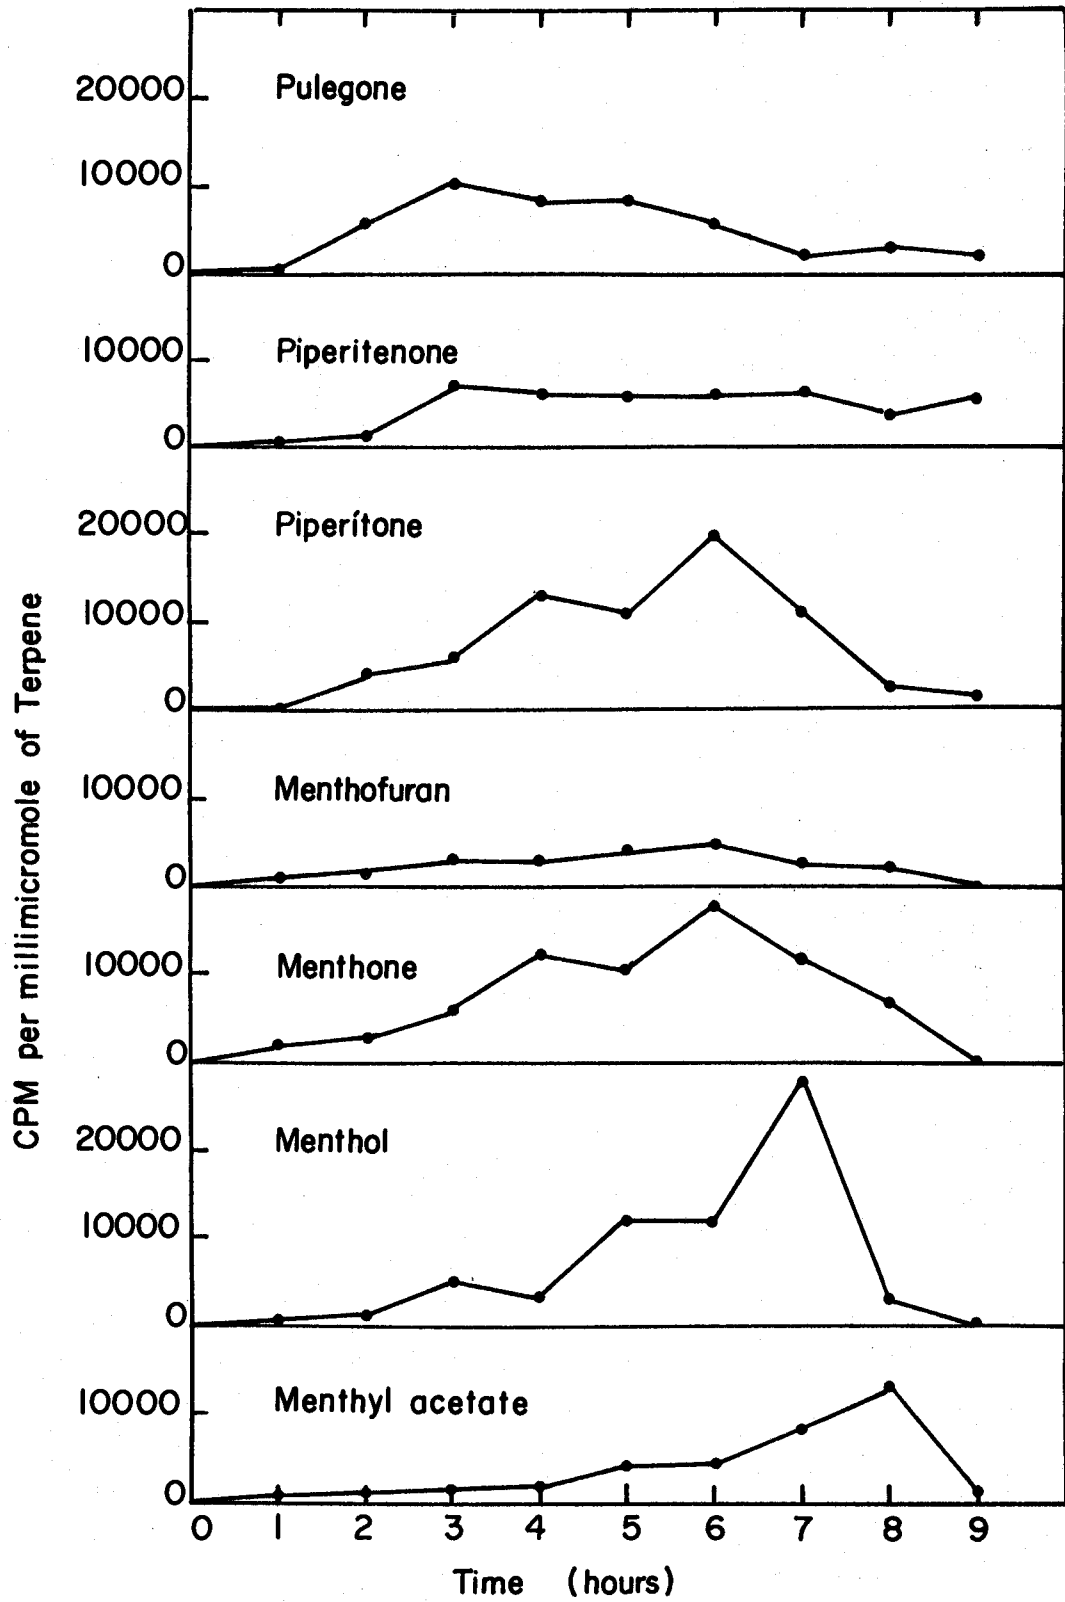 20000
Pulegone
10000
0
10000
Piperitenone
0
20000
Piperítone
10000
0
10000
Menthofuran
0
10000
Menthone
0
20000
Menthol
10000
0
10000
Menthyl acetate
0
0 1 2 3 4 5 6 7 8 9
Time (hours)
CPM per millimicromole of Terpene